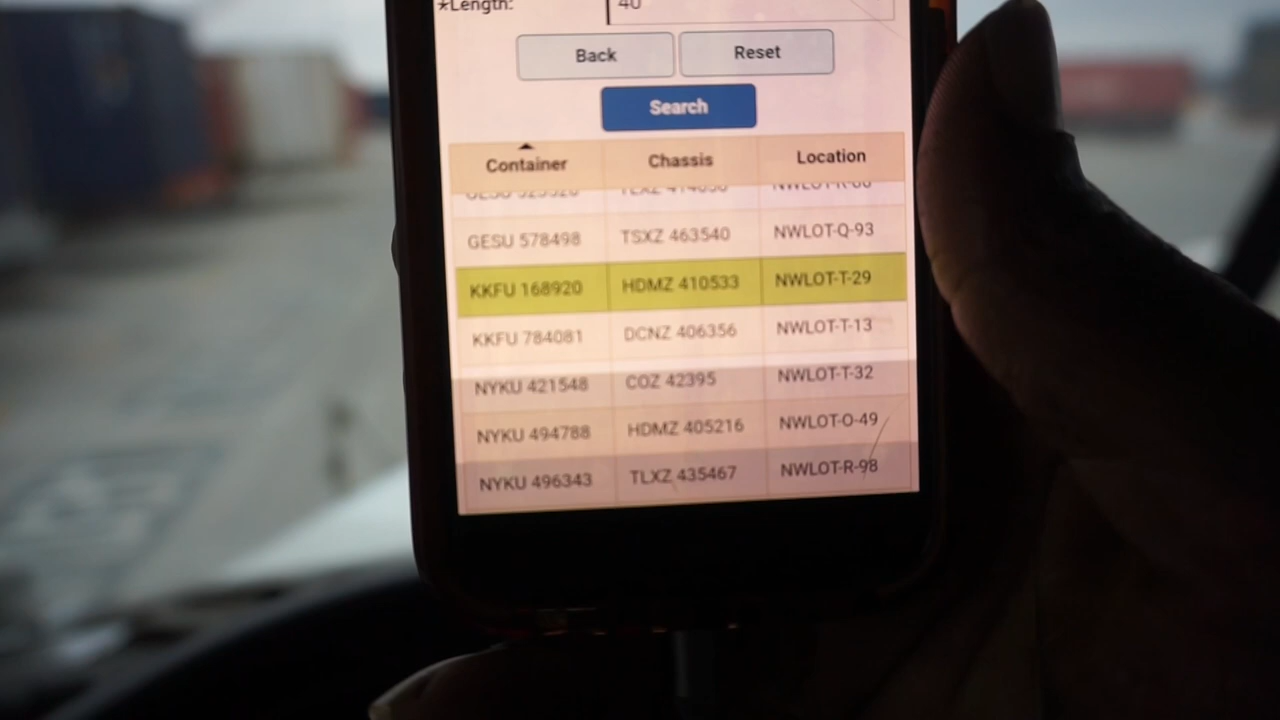 *Length: 40
Back Reset
Search
Container Chassis Location
GESU 578498 TSXZ 463540 NWLOT-Q-93
KKFU 168920 HDMZ 410533 NWLOT-T-29
KKFU 784081 DCNZ 406356 NWLOT-T-13
NYKU 421548 COZ 42395 NWLOT-T-32
NYKU 494788 HDMZ 405216 NWLOT-O-49
NYKU 496343 TLXZ 435467 NWLOT-R-98